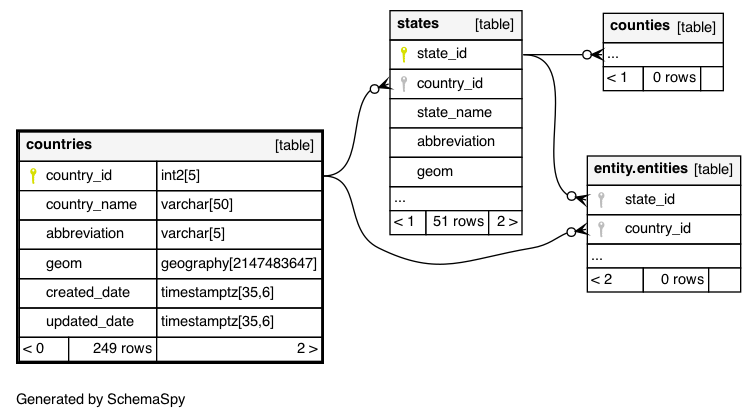 states [table]
state_id
country_id
state_name
abbreviation
geom
...
< 1 51 rows 2 >
counties [table]
...
< 1 0 rows
countries [table]
country_id int2[5]
country_name varchar[50]
abbreviation varchar[5]
geom geography[2147483647]
created_date timestamptz[35,6]
updated_date timestamptz[35,6]
< 0 249 rows 2 >
entity.entities [table]
state_id
country_id
...
< 2 0 rows
Generated by SchemaSpy